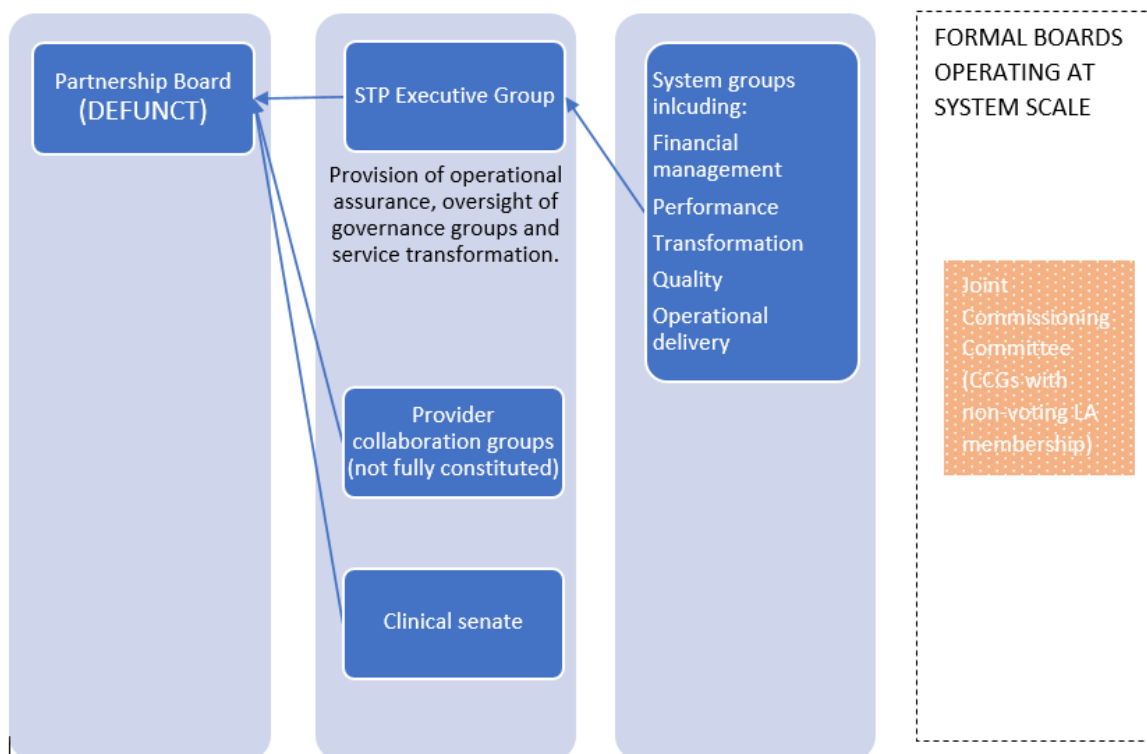 Partnership Board
(DEFUNCT)
STP Executive Group
Provision of operational
assurance, oversight of
governance groups and
service transformation.
Provider
collaboration groups
(not fully constituted)
Clinical senate
System groups
inlcuding:
Financial
management
Performance
Transformation
Quality
Operational
delivery
FORMAL BOARDS
OPERATING AT
SYSTEM SCALE
Joint
Commissioning
Committee
(CCGs with
non-voting LA
membership)